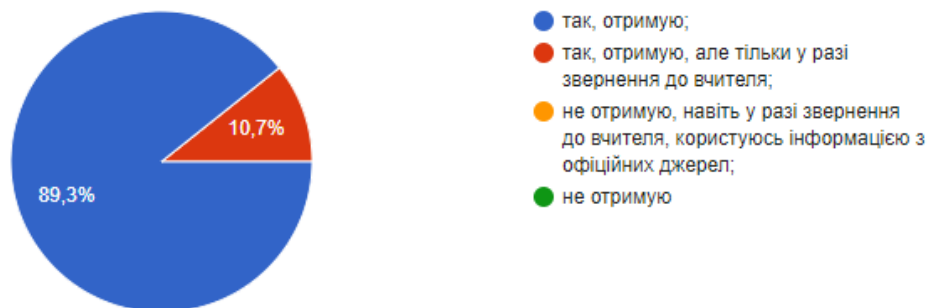 89,3%
10,7%
так, отримую;
так, отримую, але тільки у разі
звернення до вчителя;
не отримую, навіть у разі звернення
до вчителя, користуюсь інформацією з
офіційних джерел;
не отримую